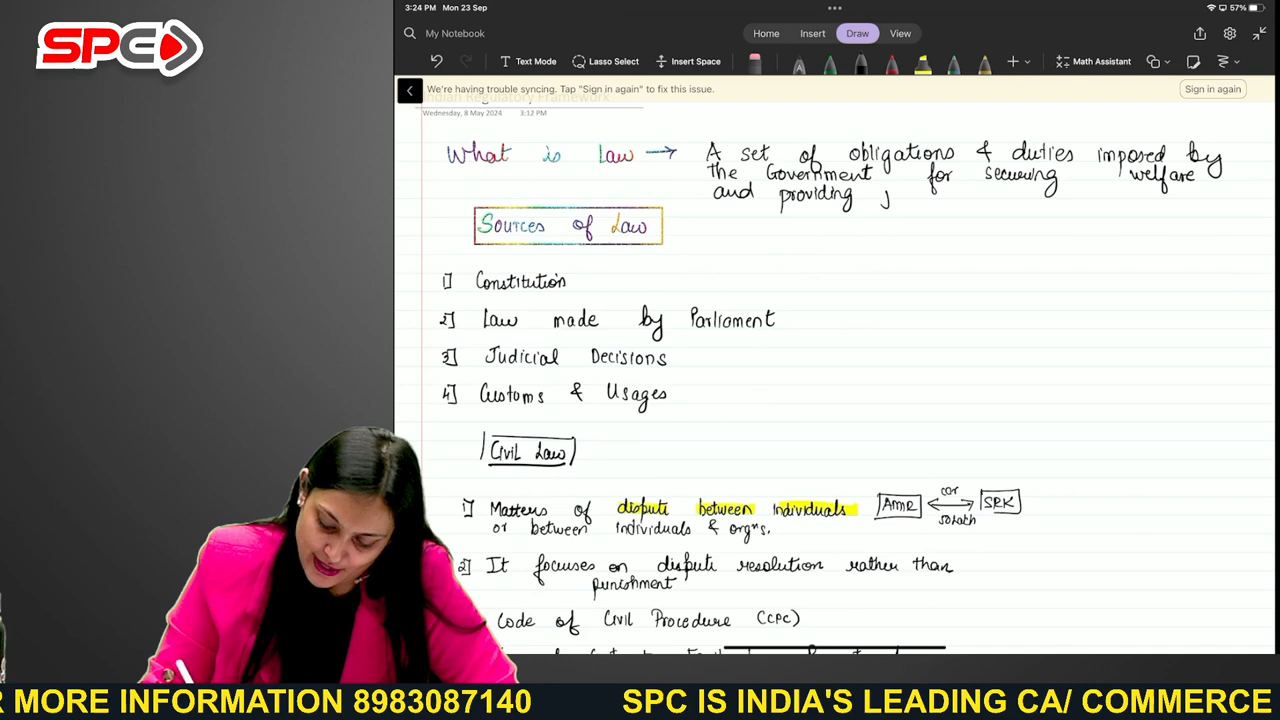 SPC
3:24 PM Mon 23 Sep
57%
My Notebook
Home Insert Draw View
Text Mode Lasso Select Insert Space Math Assistant
We're having trouble syncing. Tap "Sign in again" to fix this issue. Sign in again
Indian Regulatory Framework
Wednesday, 8 May 2024 3:12 PM
What is Law → A set of obligations & duties imposed by
the Government for securing welfare
and providing J
Sources of Law
1] Constitution
2] Law made by Parliament
3] Judicial Decisions
4] Customs & Usages
Civil Law
1] Matters of dispute between individuals
or between individuals & orgns.
AMR car SRK
50 lakh
2] It focuses on dispute resolution rather than
punishment
Code of Civil Procedure (CPC)
R MORE INFORMATION 8983087140 SPC IS INDIA'S LEADING CA/ COMMERCE